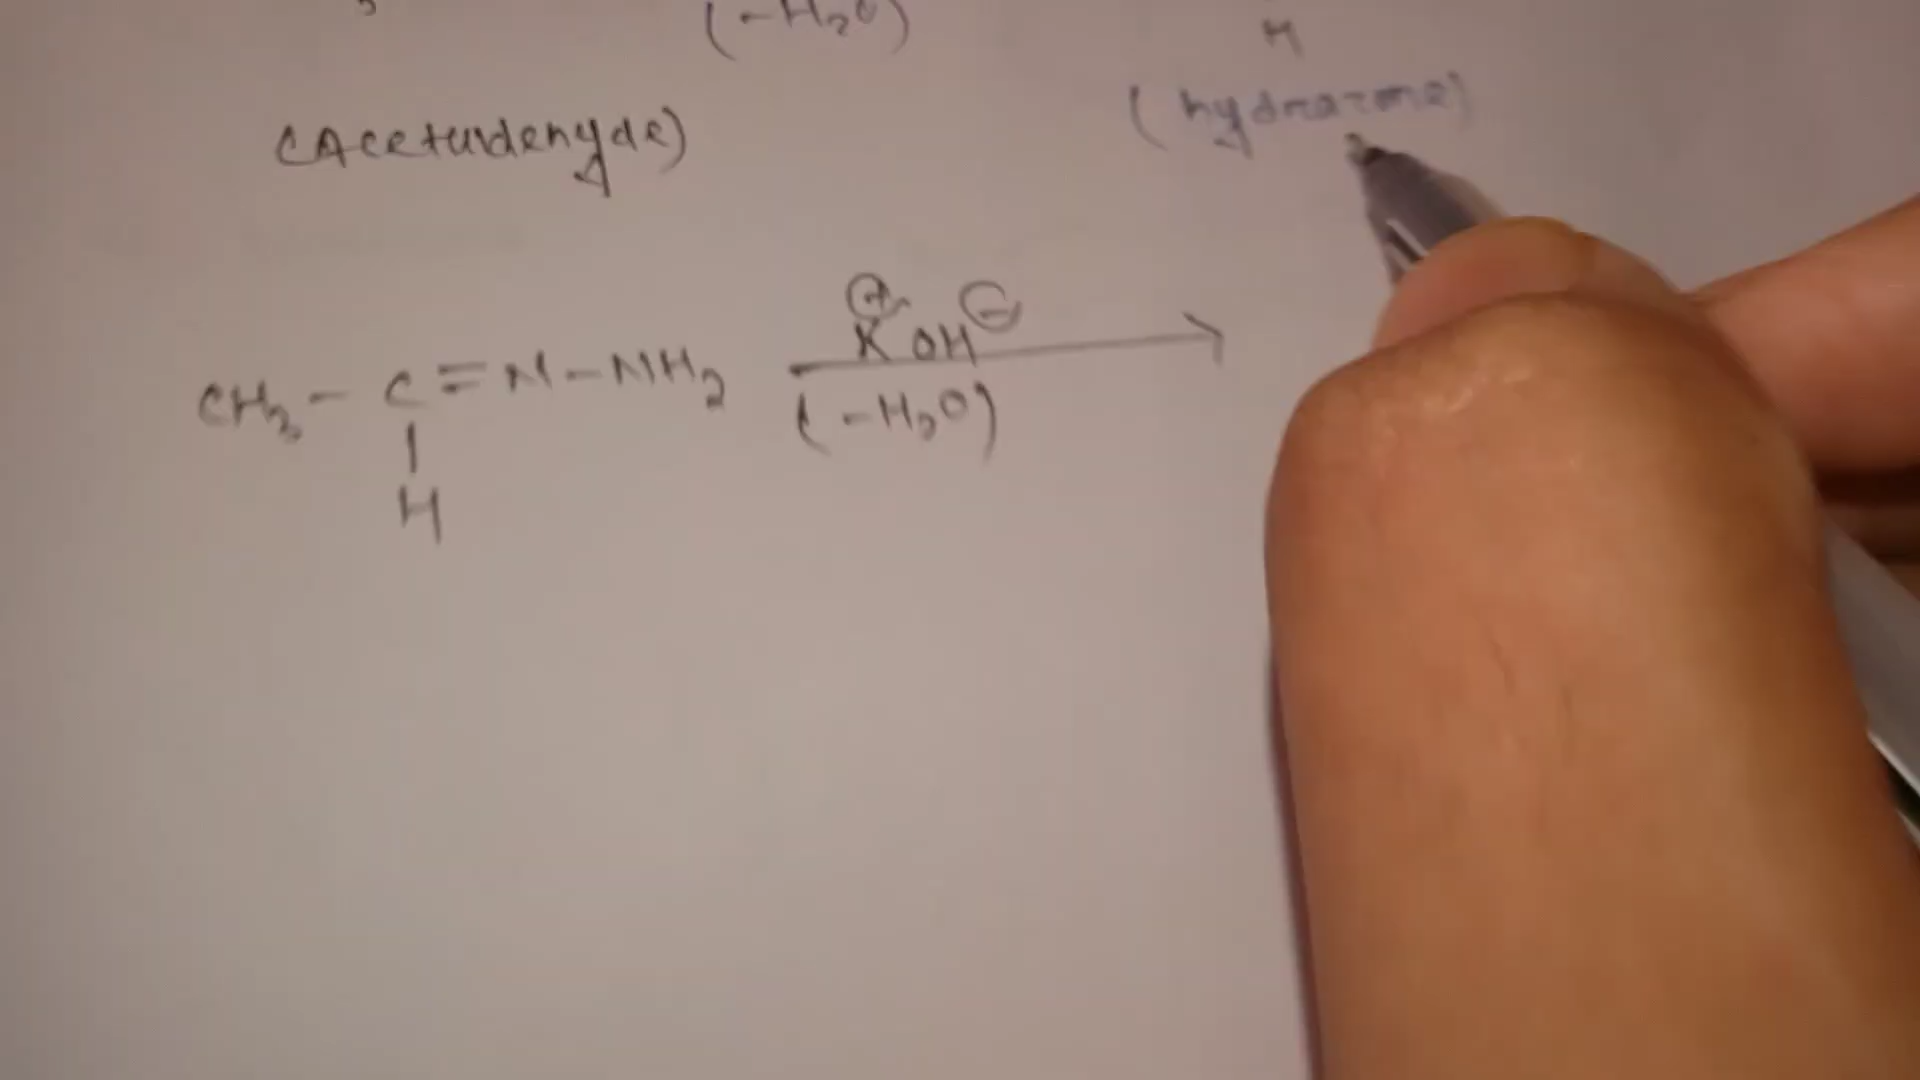 (-H₂O)
H
(Acetaldehyde)
(hydrazone)
K⊕ OH⊖
CH₃ - C = N - NH₂
(-H₂O)
|
H